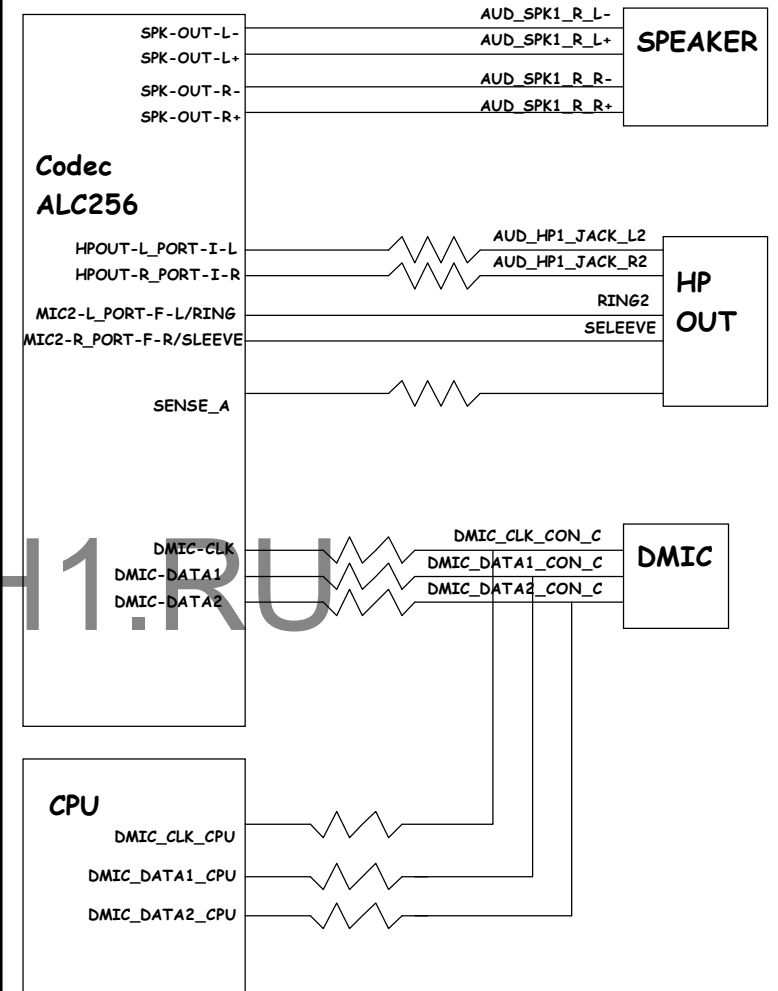 SPK-OUT-L-
SPK-OUT-L+
SPK-OUT-R-
SPK-OUT-R+
AUD_SPK1_R_L-
AUD_SPK1_R_L+
AUD_SPK1_R_R-
AUD_SPK1_R_R+
SPEAKER
Codec
ALC256
HPOUT-L_PORT-I-L
HPOUT-R_PORT-I-R
MIC2-L_PORT-F-L/RING
MIC2-R_PORT-F-R/SLEEVE
SENSE_A
AUD_HP1_JACK_L2
AUD_HP1_JACK_R2
RING2
SELEEVE
HP
OUT
DMIC-CLK
DMIC-DATA1
DMIC-DATA2
DMIC_CLK_CON_C
DMIC_DATA1_CON_C
DMIC_DATA2_CON_C
DMIC
H1.RU
CPU
DMIC_CLK_CPU
DMIC_DATA1_CPU
DMIC_DATA2_CPU